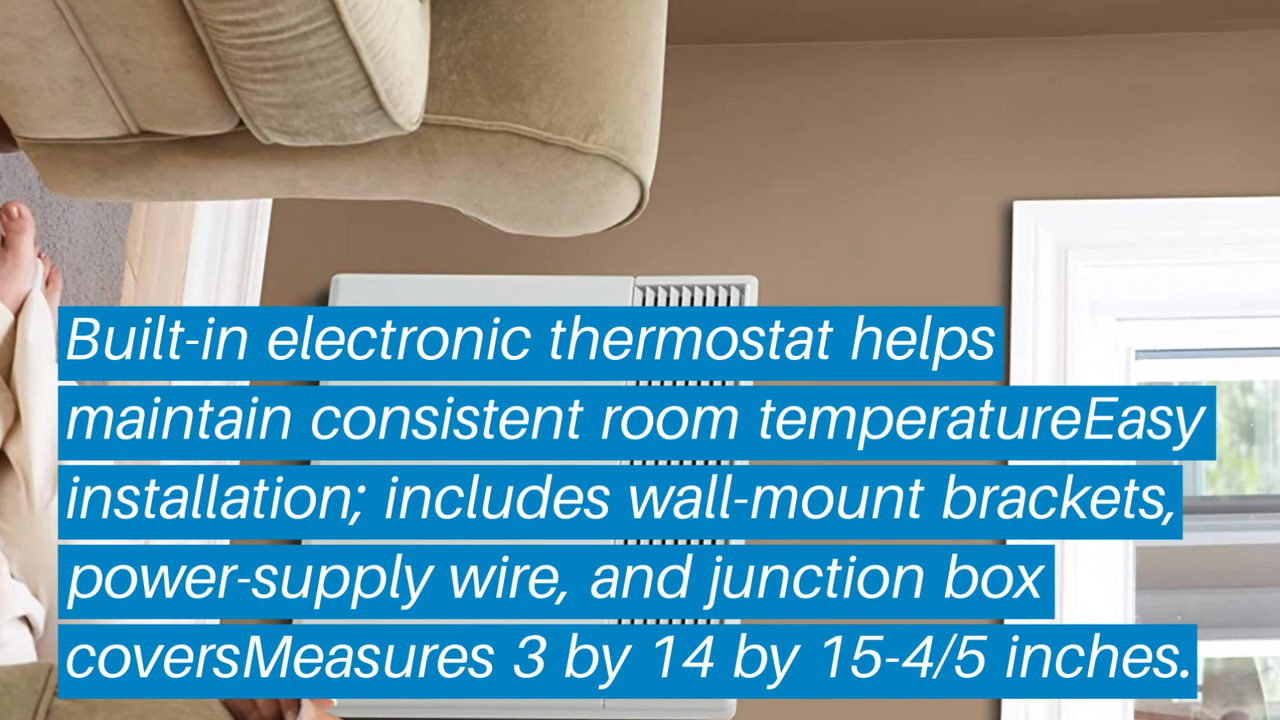 Built-in electronic thermostat helps
maintain consistent room temperatureEasy
installation; includes wall-mount brackets,
power-supply wire, and junction box
coversMeasures 3 by 14 by 15-4/5 inches.